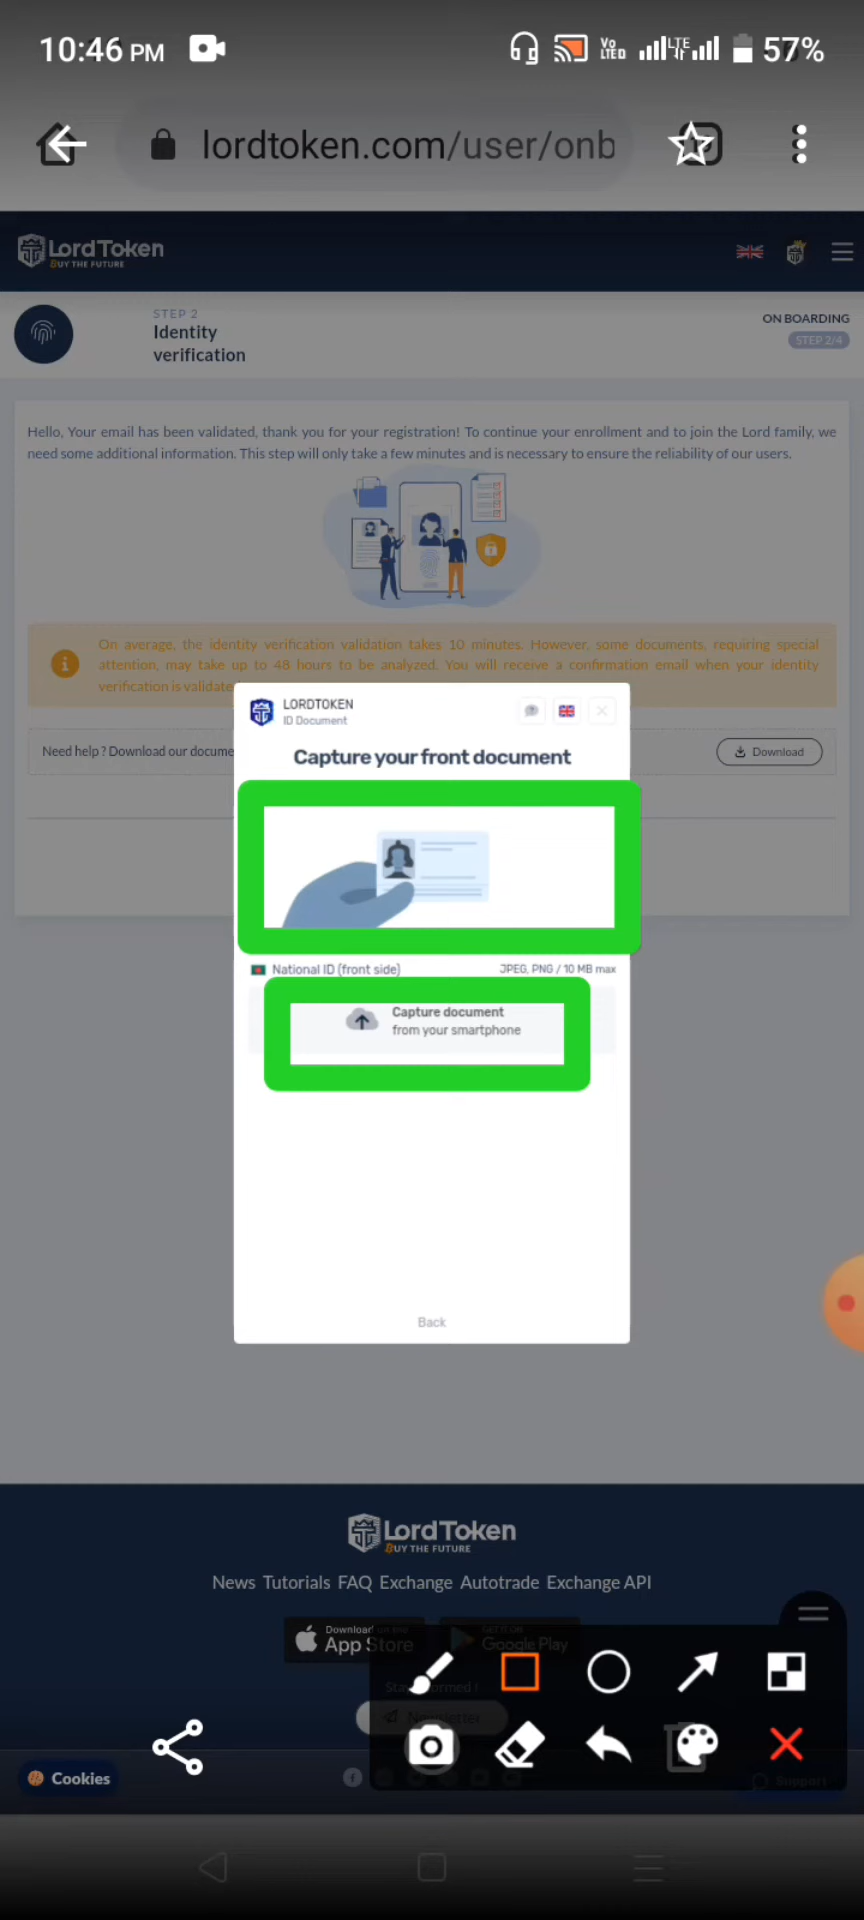 10:46 PM
Vo LTED
LTE
57%
lordtoken.com/user/onb
LordToken
BUY THE FUTURE
STEP 2
Identity
verification
ON BOARDING
STEP 2/4
Hello, Your email has been validated, thank you for your registration! To continue your enrollment and to join the Lord family, we
need some additional information. This step will only take a few minutes and is necessary to ensure the reliability of our users.
On average, the identity verification validation takes 10 minutes. However, some documents, requiring special
attention, may take up to 48 hours to be analyzed. You will receive a confirmation email when your identity
verification is validate
Need help ? Download our docume
Download
LORDTOKEN
ID Document
Capture your front document
National ID (front side)
JPEG, PNG / 10 MB max
Capture document
from your smartphone
Back
LordToken
BUY THE FUTURE
News Tutorials FAQ Exchange Autotrade Exchange API
Download on the
App Store
GET IT ON
Google Play
Newsletter
Cookies
Support